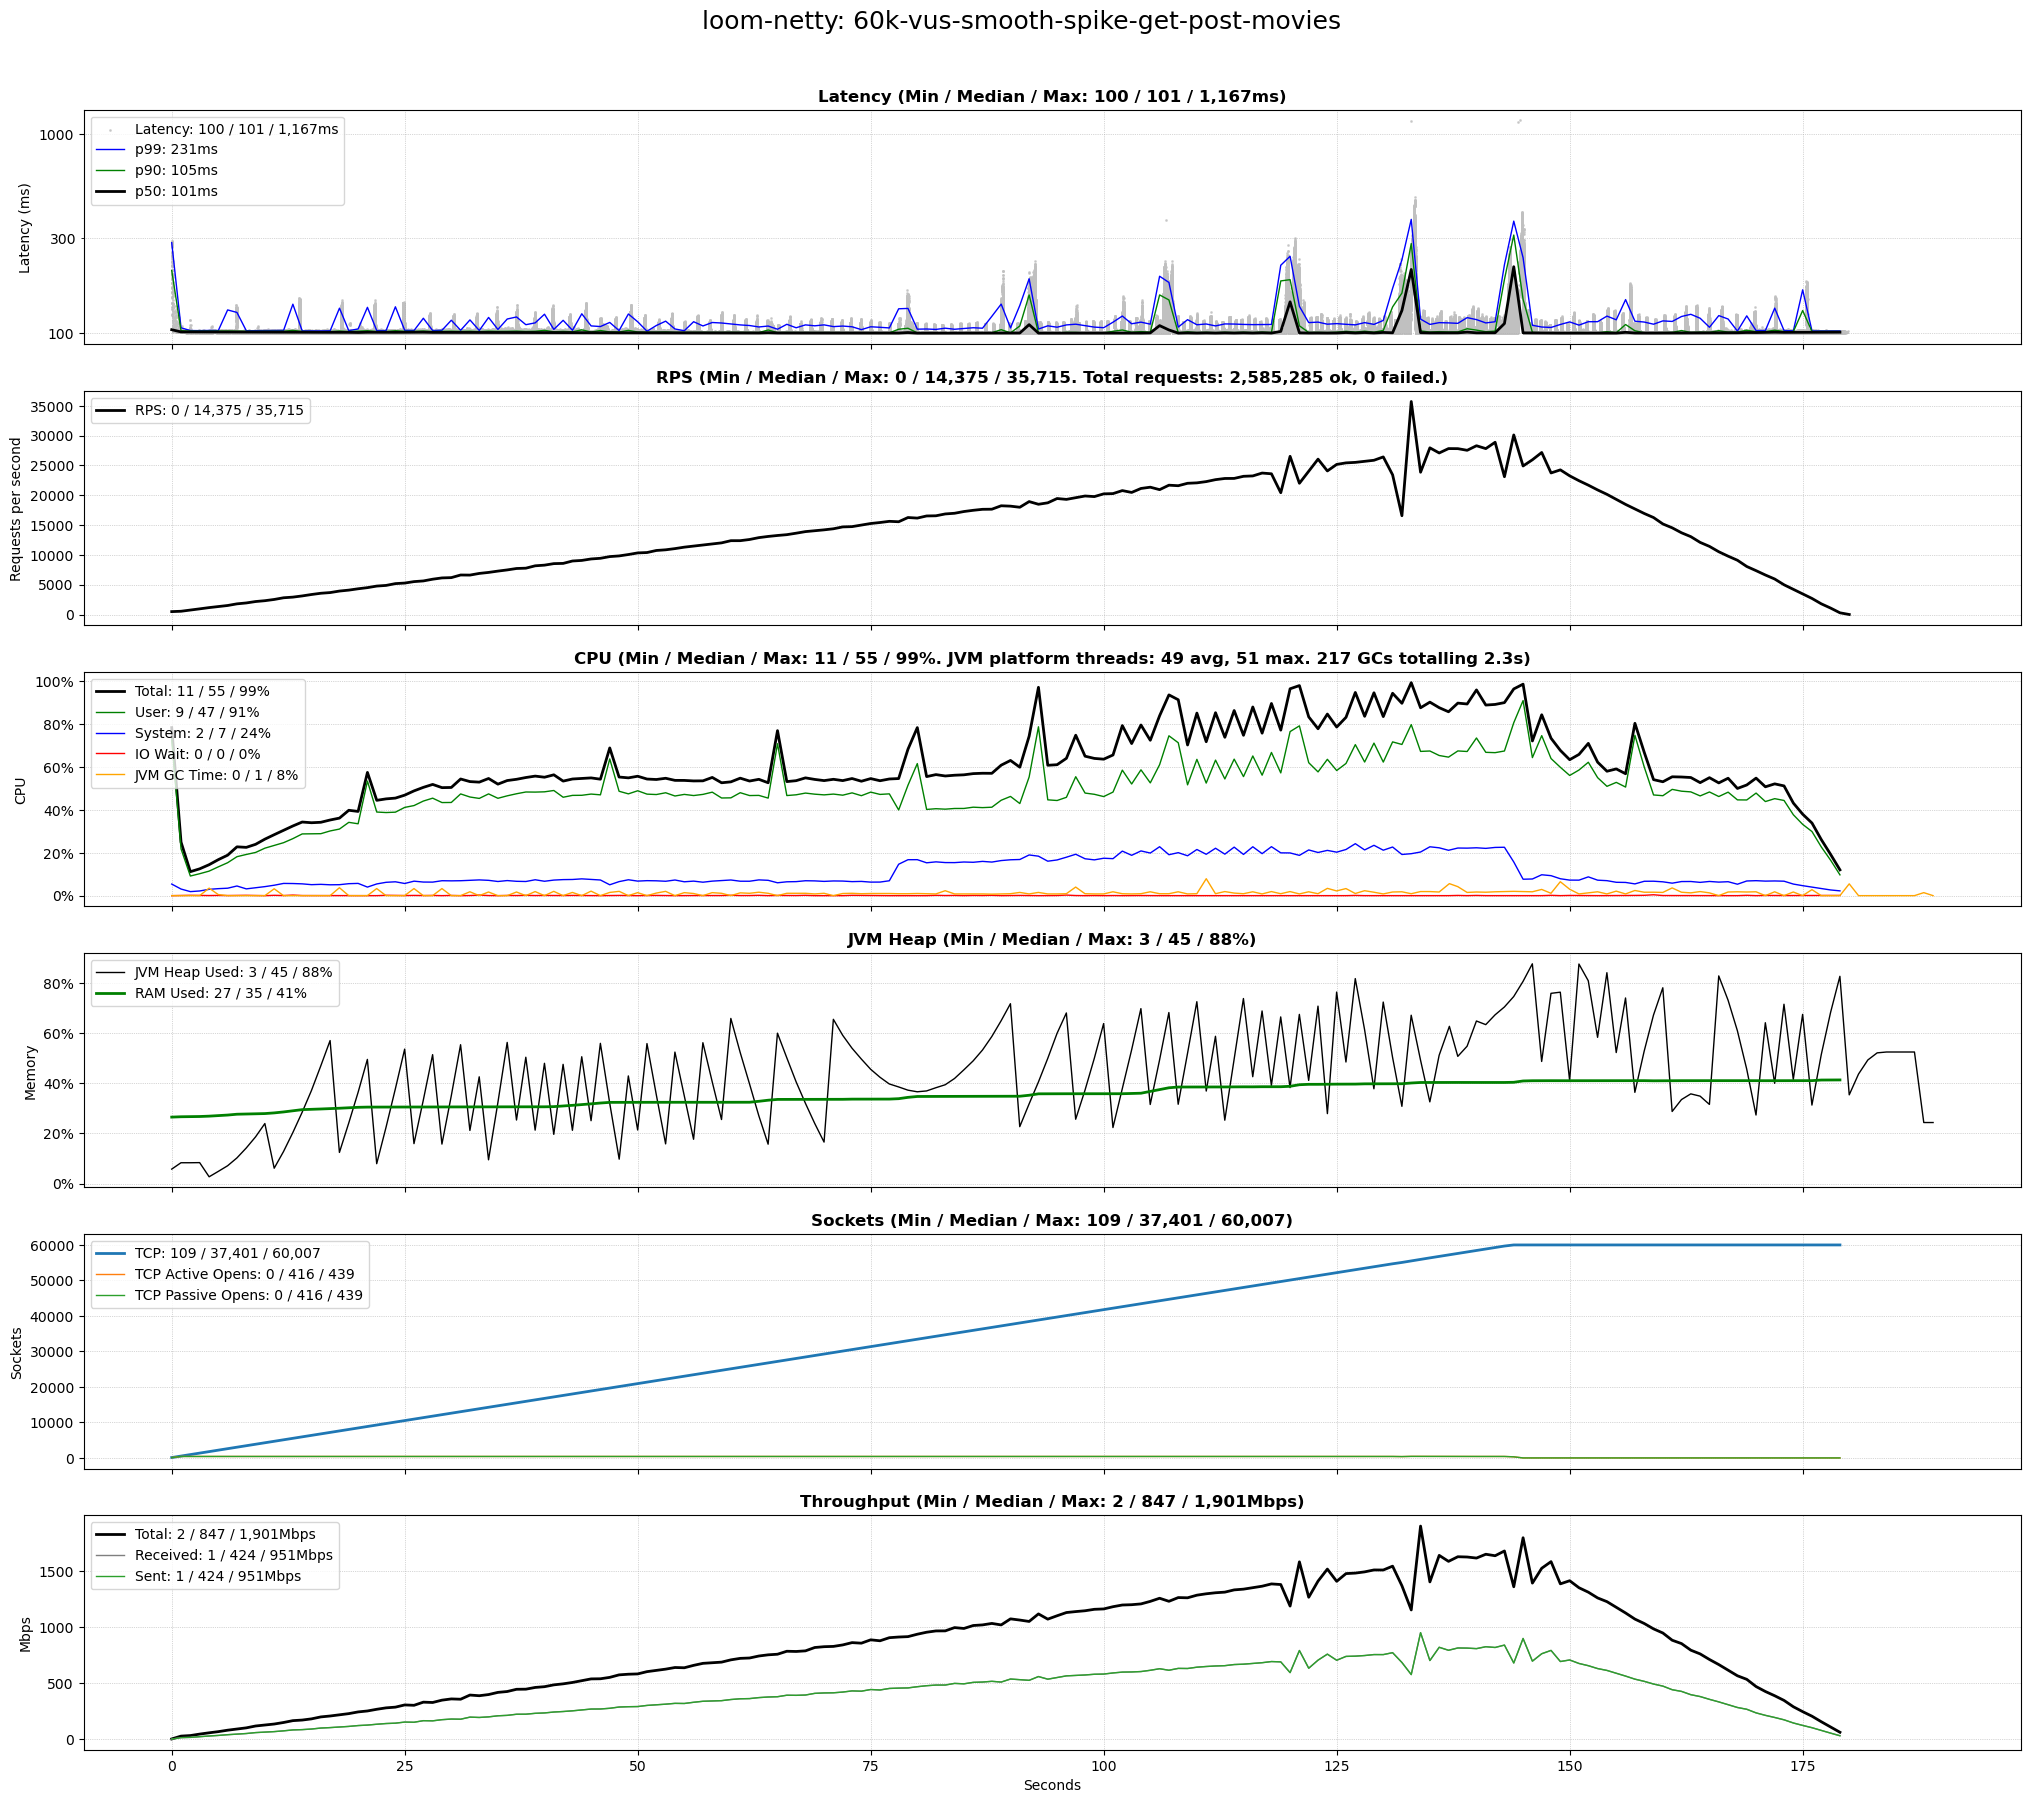 loom-netty: 60k-vus-smooth-spike-get-post-movies
Latency (Min / Median / Max: 100 / 101 / 1,167ms)
Latency: 100 / 101 / 1,167ms
p99: 231ms
p90: 105ms
p50: 101ms
Latency (ms)
1000
300
100
RPS (Min / Median / Max: 0 / 14,375 / 35,715. Total requests: 2,585,285 ok, 0 failed.)
RPS: 0 / 14,375 / 35,715
Requests per second
35000
30000
25000
20000
15000
10000
5000
0
CPU (Min / Median / Max: 11 / 55 / 99%. JVM platform threads: 49 avg, 51 max. 217 GCs totalling 2.3s)
Total: 11 / 55 / 99%
User: 9 / 47 / 91%
System: 2 / 7 / 24%
IO Wait: 0 / 0 / 0%
JVM GC Time: 0 / 1 / 8%
CPU
100%
80%
60%
40%
20%
0%
JVM Heap (Min / Median / Max: 3 / 45 / 88%)
JVM Heap Used: 3 / 45 / 88%
RAM Used: 27 / 35 / 41%
Memory
80%
60%
40%
20%
0%
Sockets (Min / Median / Max: 109 / 37,401 / 60,007)
TCP: 109 / 37,401 / 60,007
TCP Active Opens: 0 / 416 / 439
TCP Passive Opens: 0 / 416 / 439
Sockets
60000
50000
40000
30000
20000
10000
0
Throughput (Min / Median / Max: 2 / 847 / 1,901Mbps)
Total: 2 / 847 / 1,901Mbps
Received: 1 / 424 / 951Mbps
Sent: 1 / 424 / 951Mbps
Mbps
1500
1000
500
0
0 25 50 75 100 125 150 175
Seconds